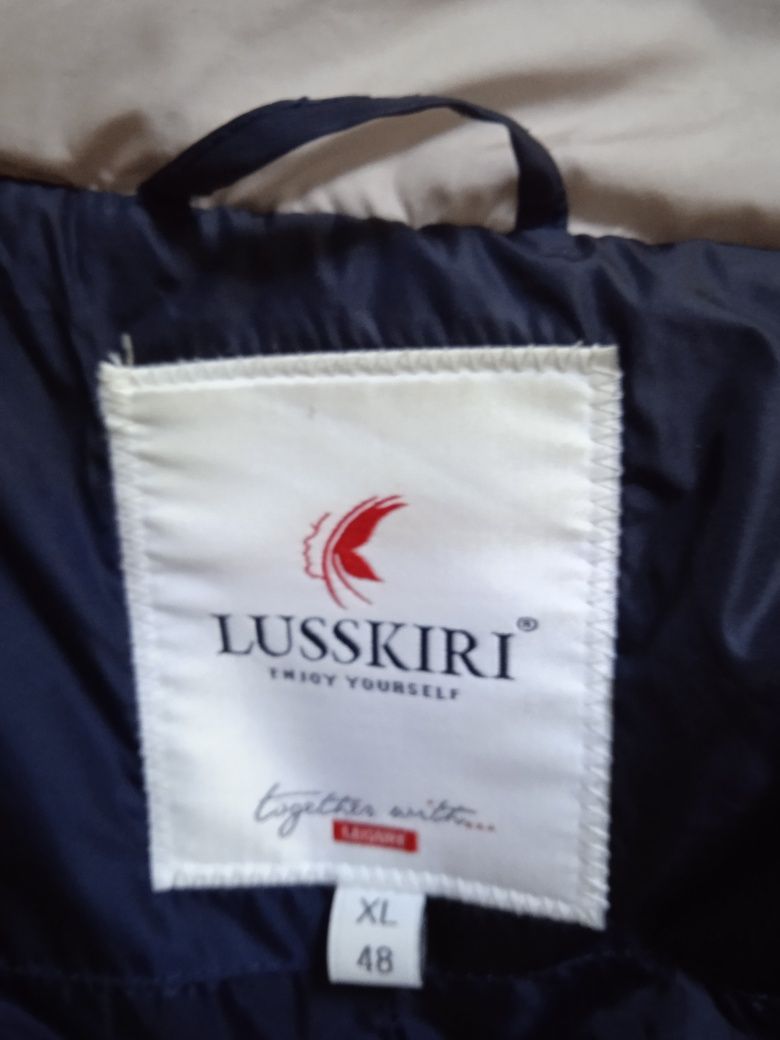 LUSSKIRI®
ENJOY YOURSELF
together with...
XL
48